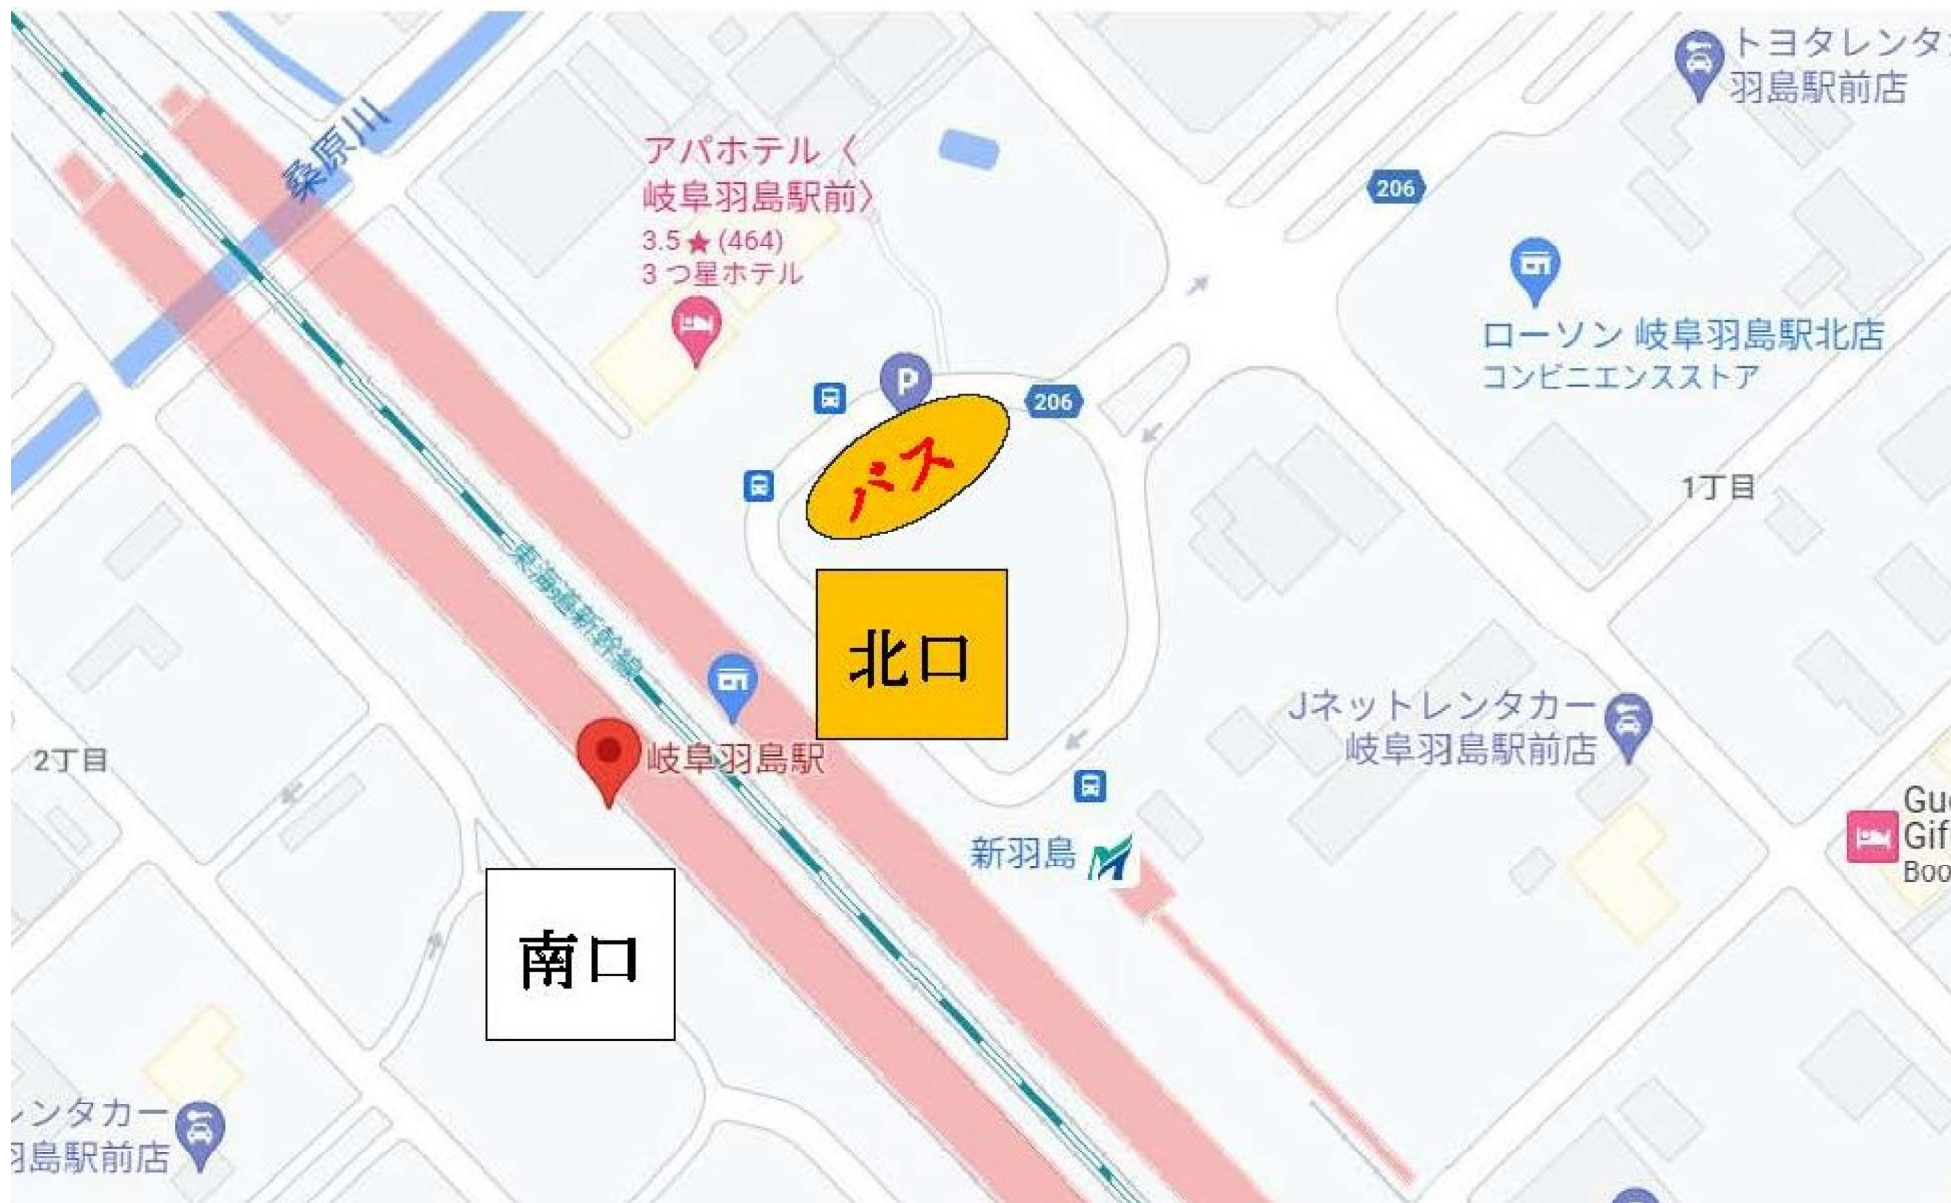 トヨタレンタ
羽島駅前店
桑原川
アパホテル〈
岐阜羽島駅前〉
3.5★(464)
3 つ星ホテル
206
ローソン 岐阜羽島駅北店
コンビニエンスストア
P
206
バス
1丁目
東海道新幹線
北口
Jネットレンタカー
岐阜羽島駅前店
2丁目
岐阜羽島駅
Gif
Boo
新羽島
南口
レンタカー
羽島駅前店